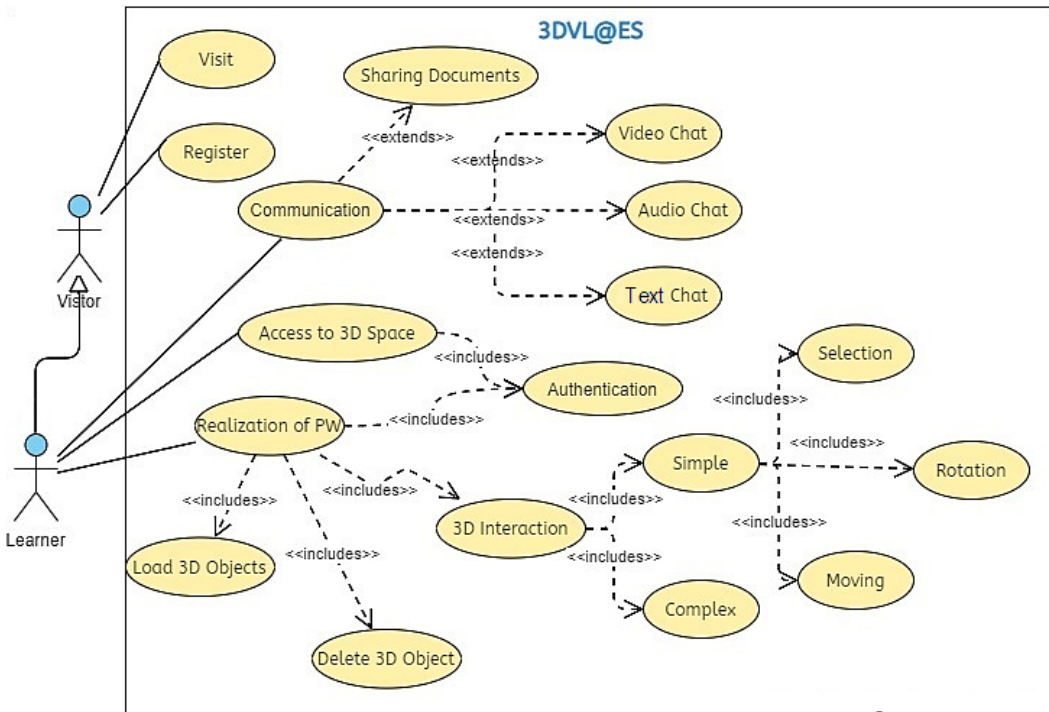 3DVL@ES
Visit
Sharing Documents
Register
<<extends>>
Video Chat
<<extends>>
Communication
<<extends>>
Audio Chat
<<extends>>
Vistor
Text Chat
Access to 3D Space
<<includes>>
Selection
Authentication
<<includes>>
<<includes>>
Realization of PW
<<includes>>
Simple
Rotation
<<includes>>
<<includes>>
<<includes>>
3D Interaction
<<includes>>
Learner
<<includes>>
<<includes>>
Load 3D Objects
Moving
Complex
Delete 3D Object